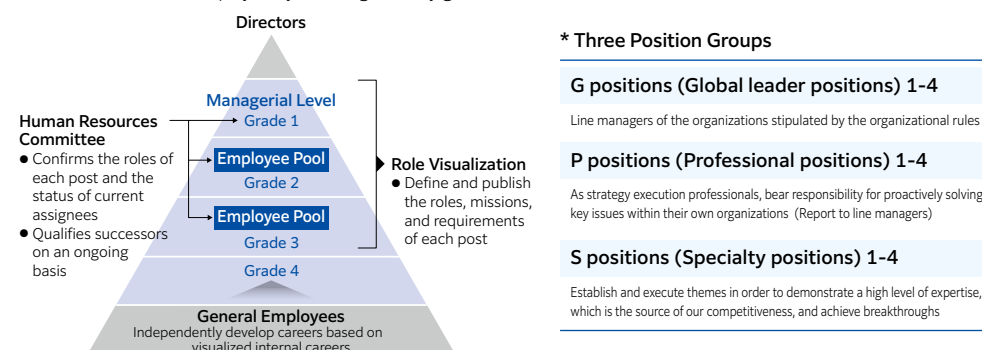 Directors
Managerial Level
Grade 1
Employee Pool
Grade 2
Employee Pool
Grade 3
Grade 4
General Employees
Independently develop careers based on
visualized internal careers
Human Resources
Committee
● Confirms the roles of
each post and the
status of current
assignees
● Qualifies successors
on an ongoing
basis
Role Visualization
● Define and publish
the roles, missions,
and requirements
of each post
* Three Position Groups
G positions (Global leader positions) 1-4
Line managers of the organizations stipulated by the organizational rules
P positions (Professional positions) 1-4
As strategy execution professionals, bear responsibility for proactively solving
key issues within their own organizations (Report to line managers)
S positions (Specialty positions) 1-4
Establish and execute themes in order to demonstrate a high level of expertise,
which is the source of our competitiveness, and achieve breakthroughs